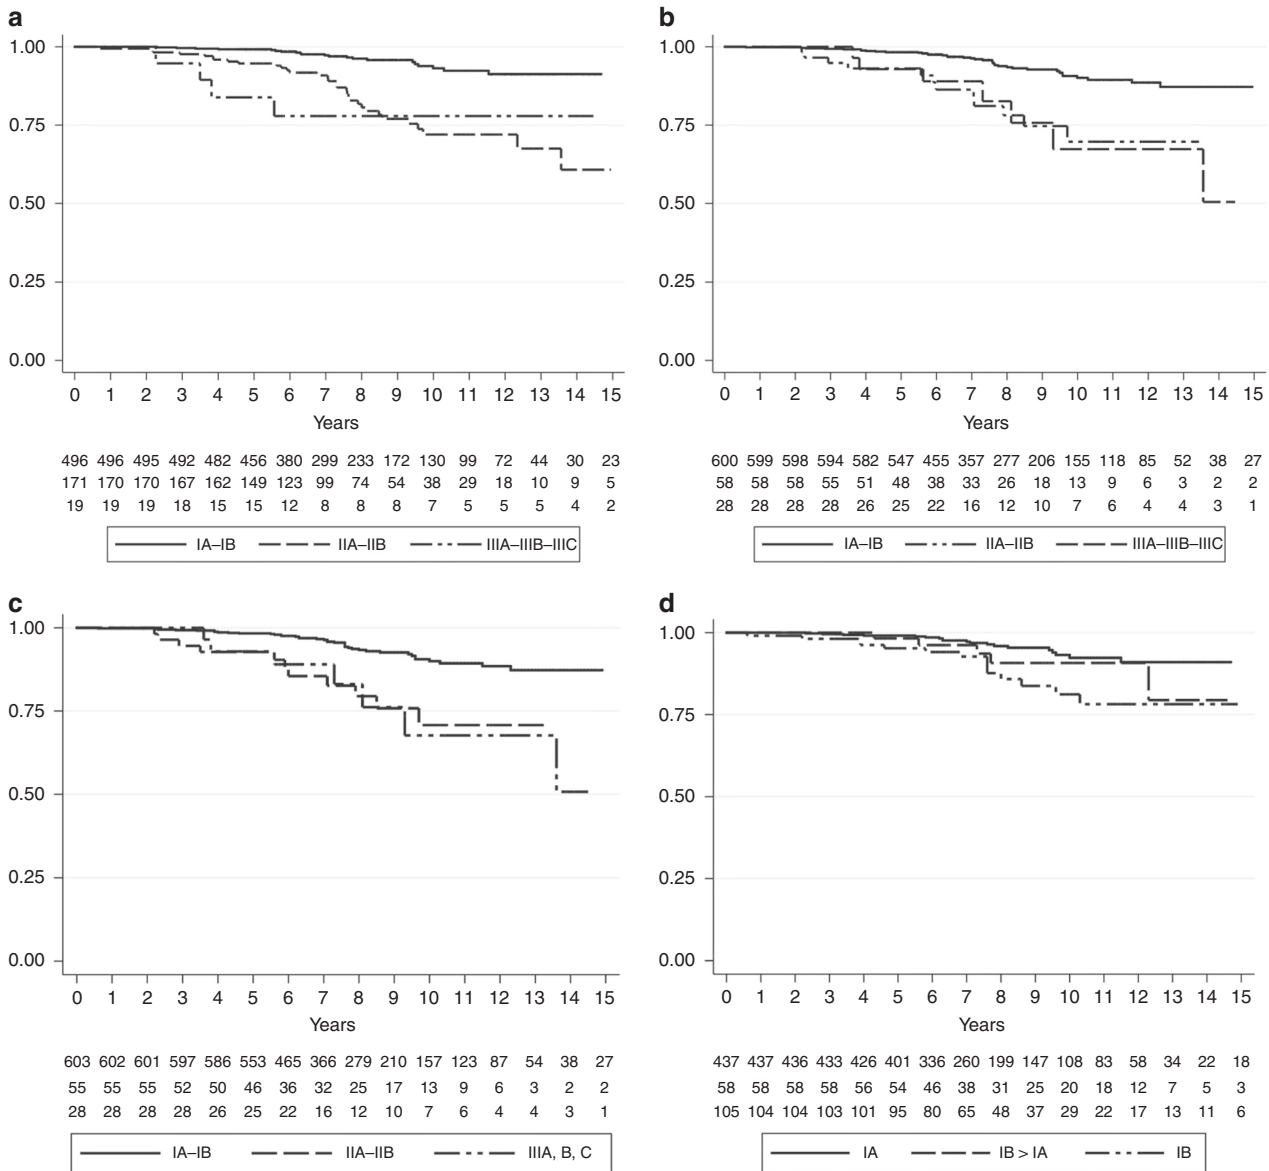 a
1.00
0.75
0.50
0.25
0.00
0 1 2 3 4 5 6 7 8 9 10 11 12 13 14 15
Years
496 496 495 492 482 456 380 299 233 172 130 99 72 44 30 23
171 170 170 167 162 149 123 99 74 54 38 29 18 10 9 5
19 19 19 18 15 15 12 8 8 8 7 5 5 5 4 2
IA–IB IIA–IIB IIIA–IIIB–IIIC
b
1.00
0.75
0.50
0.25
0.00
0 1 2 3 4 5 6 7 8 9 10 11 12 13 14 15
Years
600 599 598 594 582 547 455 357 277 206 155 118 85 52 38 27
58 58 58 55 51 48 38 33 26 18 13 9 6 3 2 2
28 28 28 28 26 25 22 16 12 10 7 6 4 4 3 1
IA–IB IIA–IIB IIIA–IIIB–IIIC
c
1.00
0.75
0.50
0.25
0.00
0 1 2 3 4 5 6 7 8 9 10 11 12 13 14 15
Years
603 602 601 597 586 553 465 366 279 210 157 123 87 54 38 27
55 55 55 52 50 46 36 32 25 17 13 9 6 3 2 2
28 28 28 28 26 25 22 16 12 10 7 6 4 4 3 1
IA–IB IIA–IIB IIIA, B, C
d
1.00
0.75
0.50
0.25
0.00
0 1 2 3 4 5 6 7 8 9 10 11 12 13 14 15
Years
437 437 436 433 426 401 336 260 199 147 108 83 58 34 22 18
58 58 58 58 56 54 46 38 31 25 20 18 12 7 5 3
105 104 104 103 101 95 80 65 48 37 29 22 17 13 11 6
IA IB > IA IB